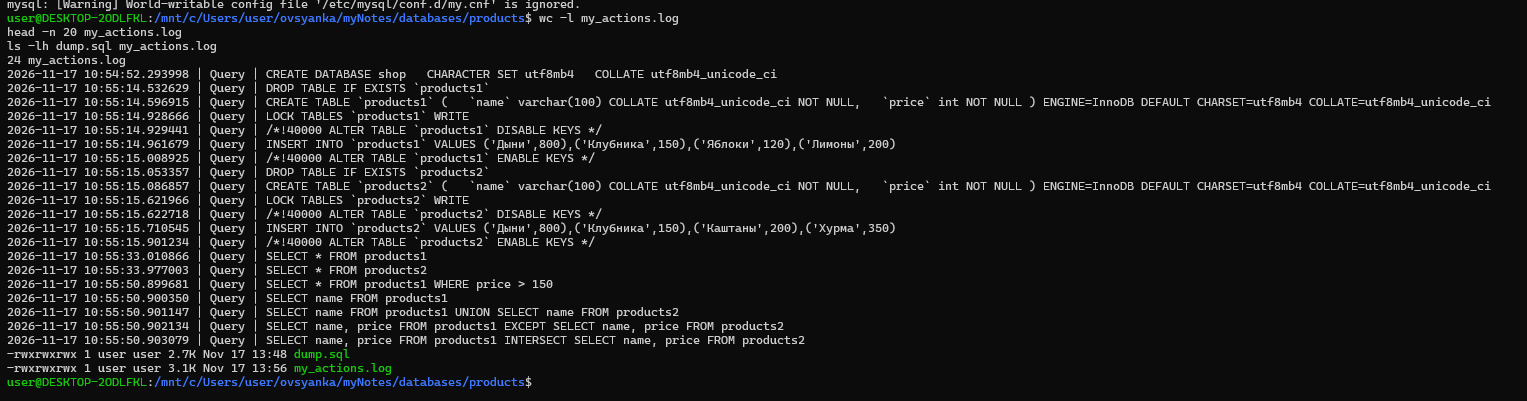 mysql: [Warning] World-writable config file '/etc/mysql/conf.d/my.cnf' is ignored.
user@DESKTOP-2ODLFKL:/mnt/c/Users/user/ovsyanka/myNotes/databases/products$ wc -l my_actions.log
head -n 20 my_actions.log
ls -lh dump.sql my_actions.log
24 my_actions.log
2026-11-17 10:54:52.293998 | Query | CREATE DATABASE shop   CHARACTER SET utf8mb4   COLLATE utf8mb4_unicode_ci
2026-11-17 10:55:14.532629 | Query | DROP TABLE IF EXISTS `products1`
2026-11-17 10:55:14.596915 | Query | CREATE TABLE `products1` (   `name` varchar(100) COLLATE utf8mb4_unicode_ci NOT NULL,   `price` int NOT NULL ) ENGINE=InnoDB DEFAULT CHARSET=utf8mb4 COLLATE=utf8mb4_unicode_ci
2026-11-17 10:55:14.928666 | Query | LOCK TABLES `products1` WRITE
2026-11-17 10:55:14.929441 | Query | /*!40000 ALTER TABLE `products1` DISABLE KEYS */
2026-11-17 10:55:14.961679 | Query | INSERT INTO `products1` VALUES ('Дыни',800),('Клубника',150),('Яблоки',120),('Лимоны',200)
2026-11-17 10:55:15.008925 | Query | /*!40000 ALTER TABLE `products1` ENABLE KEYS */
2026-11-17 10:55:15.053357 | Query | DROP TABLE IF EXISTS `products2`
2026-11-17 10:55:15.086857 | Query | CREATE TABLE `products2` (   `name` varchar(100) COLLATE utf8mb4_unicode_ci NOT NULL,   `price` int NOT NULL ) ENGINE=InnoDB DEFAULT CHARSET=utf8mb4 COLLATE=utf8mb4_unicode_ci
2026-11-17 10:55:15.621966 | Query | LOCK TABLES `products2` WRITE
2026-11-17 10:55:15.622718 | Query | /*!40000 ALTER TABLE `products2` DISABLE KEYS */
2026-11-17 10:55:15.710545 | Query | INSERT INTO `products2` VALUES ('Дыни',800),('Клубника',150),('Каштаны',200),('Хурма',350)
2026-11-17 10:55:15.901234 | Query | /*!40000 ALTER TABLE `products2` ENABLE KEYS */
2026-11-17 10:55:33.010866 | Query | SELECT * FROM products1
2026-11-17 10:55:33.977003 | Query | SELECT * FROM products2
2026-11-17 10:55:50.899681 | Query | SELECT * FROM products1 WHERE price > 150
2026-11-17 10:55:50.900350 | Query | SELECT name FROM products1
2026-11-17 10:55:50.901147 | Query | SELECT name FROM products1 UNION SELECT name FROM products2
2026-11-17 10:55:50.902134 | Query | SELECT name, price FROM products1 EXCEPT SELECT name, price FROM products2
2026-11-17 10:55:50.903079 | Query | SELECT name, price FROM products1 INTERSECT SELECT name, price FROM products2
-rwxrwxrwx 1 user user 2.7K Nov 17 13:48 dump.sql
-rwxrwxrwx 1 user user 3.1K Nov 17 13:56 my_actions.log
user@DESKTOP-2ODLFKL:/mnt/c/Users/user/ovsyanka/myNotes/databases/products$